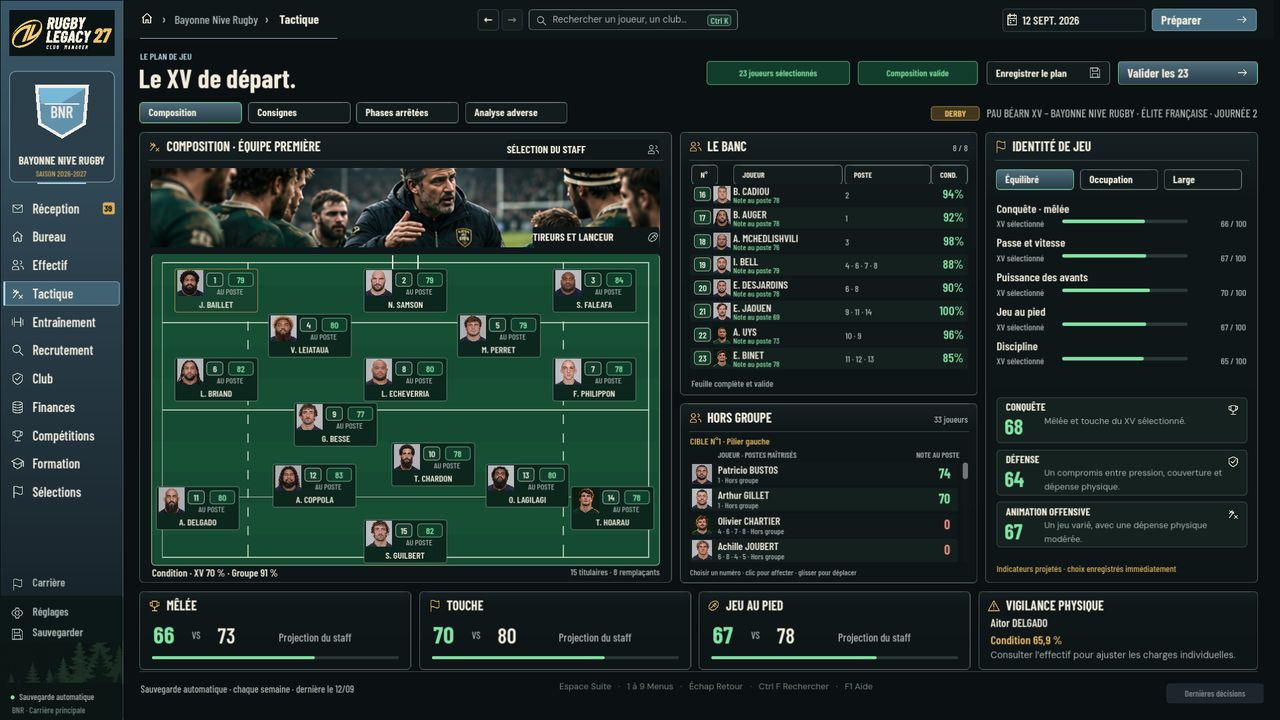 RUGBY
LEGACY 27
CLUB MANAGER
BNR
BAYONNE NIVE RUGBY
SAISON 2026-2027
Réception 39
Bureau
Effectif
Tactique
Entraînement
Recrutement
Club
Finances
Compétitions
Formation
Sélections
Carrière
Réglages
Sauvegarder
Sauvegarde automatique
BNR · Carrière principale
› Bayonne Nive Rugby › Tactique
← →
Rechercher un joueur, un club... Ctrl K
12 SEPT. 2026
Préparer →
LE PLAN DE JEU
Le XV de départ.
23 joueurs sélectionnés
Composition valide
Enregistrer le plan
Valider les 23 →
Composition
Consignes
Phases arrêtées
Analyse adverse
DERBY
PAU BÉARN XV – BAYONNE NIVE RUGBY · ÉLITE FRANÇAISE · JOURNÉE 2
COMPOSITION · ÉQUIPE PREMIÈRE
SÉLECTION DU STAFF
TIREURS ET LANCEUR
1 79
AU POSTE
J. BAILLET
2 79
AU POSTE
N. SAMSON
3 84
AU POSTE
S. FALEAFA
4 80
AU POSTE
V. LEIATAUA
5 79
AU POSTE
M. PERRET
6 82
AU POSTE
L. BRIAND
8 80
AU POSTE
L. ECHEVERRIA
7 78
AU POSTE
F. PHILIPPON
9 77
AU POSTE
G. BESSE
10 78
AU POSTE
T. CHARDON
12 83
AU POSTE
A. COPPOLA
13 80
AU POSTE
O. LAGILAGI
11 80
AU POSTE
A. DELGADO
14 78
AU POSTE
T. HOARAU
15 82
AU POSTE
S. GUILBERT
Condition · XV 70 % · Groupe 91 %
15 titulaires · 8 remplaçants
LE BANC
8 / 8
N° JOUEUR POSTE COND.
16 B. CADIOU 2 94%
Note au poste 78
17 B. AUGER 1 92%
Note au poste 78
18 A. MCHEDLISHVILI 3 98%
Note au poste 76
19 I. BELL 4 · 6 · 7 · 8 88%
Note au poste 79
20 E. DESJARDINS 6 · 8 90%
Note au poste 78
21 E. JAOUEN 9 · 11 · 14 100%
Note au poste 69
22 A. UYS 10 · 9 96%
Note au poste 73
23 E. BINET 11 · 12 · 13 85%
Note au poste 78
Feuille complète et valide
HORS GROUPE
33 joueurs
CIBLE N°1 · Pilier gauche
JOUEUR · POSTES MAÎTRISÉS NOTE AU POSTE
Patricio BUSTOS 74
1 · Hors groupe
Arthur GILLET 70
1 · Hors groupe
Olivier CHARTIER 0
4 · 6 · 7 · 8 · Hors groupe
Achille JOUBERT 0
6 · 8 · 4 · 5 · Hors groupe
Choisir un numéro · clic pour affecter · glisser pour déplacer
IDENTITÉ DE JEU
Équilibré
Occupation
Large
Conquête · mêlée
XV sélectionné 66 / 100
Passe et vitesse
XV sélectionné 67 / 100
Puissance des avants
XV sélectionné 70 / 100
Jeu au pied
XV sélectionné 67 / 100
Discipline
XV sélectionné 65 / 100
CONQUÊTE
68 Mêlée et touche du XV sélectionné.
DÉFENSE
64 Un compromis entre pression, couverture et
dépense physique.
ANIMATION OFFENSIVE
67 Un jeu varié, avec une dépense physique
modérée.
Indicateurs projetés · choix enregistrés immédiatement
MÊLÉE
66 VS 73 Projection du staff
TOUCHE
70 VS 80 Projection du staff
JEU AU PIED
67 VS 78 Projection du staff
VIGILANCE PHYSIQUE
Aitor DELGADO
Condition 65,9 %
Consulter l'effectif pour ajuster les charges individuelles.
Sauvegarde automatique · chaque semaine · dernière le 12/09
Espace Suite · 1 à 9 Menus · Échap Retour · Ctrl F Rechercher · F1 Aide
Dernières décisions